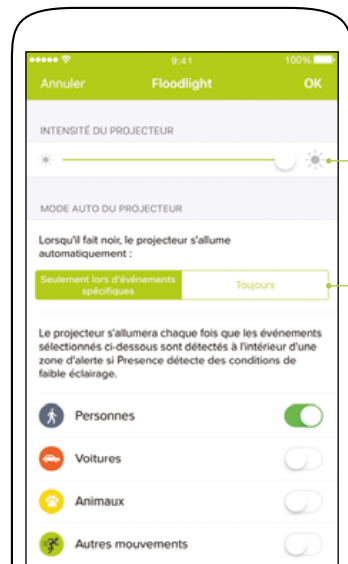 9:41
100%
Annuler Floodlight OK
INTENSITÉ DU PROJECTEUR
MODE AUTO DU PROJECTEUR
Lorsqu'il fait noir, le projecteur s'allume
automatiquement :
Seulement lors d'événements
spécifiques
Toujours
Le projecteur s'allumera chaque fois que les événements
sélectionnés ci-dessous sont détectés à l'intérieur d'une
zone d'alerte si Presence détecte des conditions de
faible éclairage.
Personnes
Voitures
Animaux
Autres mouvements